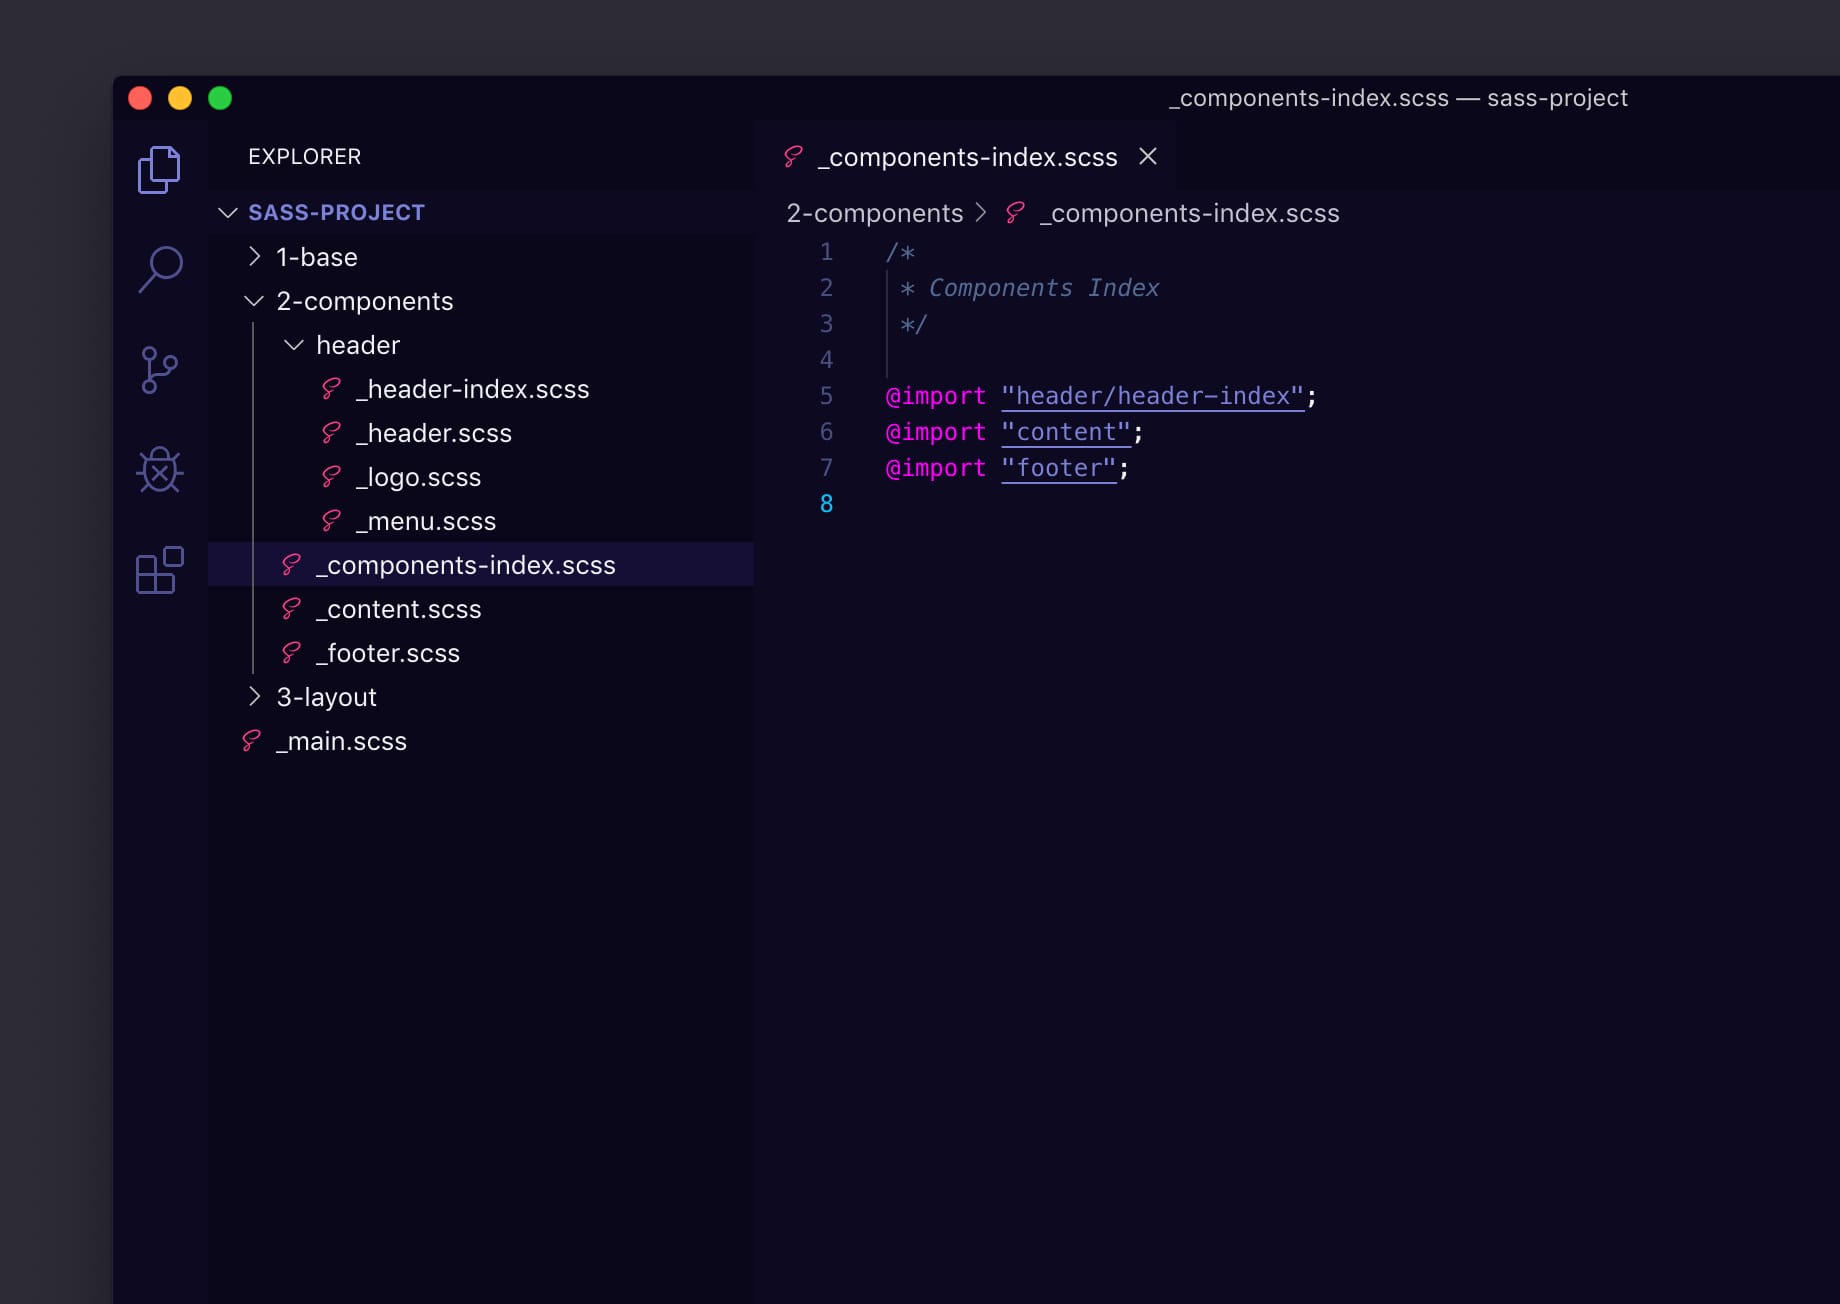 _components-index.scss — sass-project
EXPLORER
SASS-PROJECT
1-base
2-components
header
_header-index.scss
_header.scss
_logo.scss
_menu.scss
_components-index.scss
_content.scss
_footer.scss
3-layout
_main.scss
_components-index.scss
2-components _components-index.scss
1 /*
2 * Components Index
3 */
4
5 @import "header/header-index";
6 @import "content";
7 @import "footer";
8